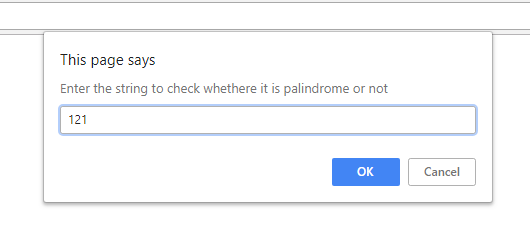 This page says
Enter the string to check whethere it is palindrome or not
121
OK
Cancel